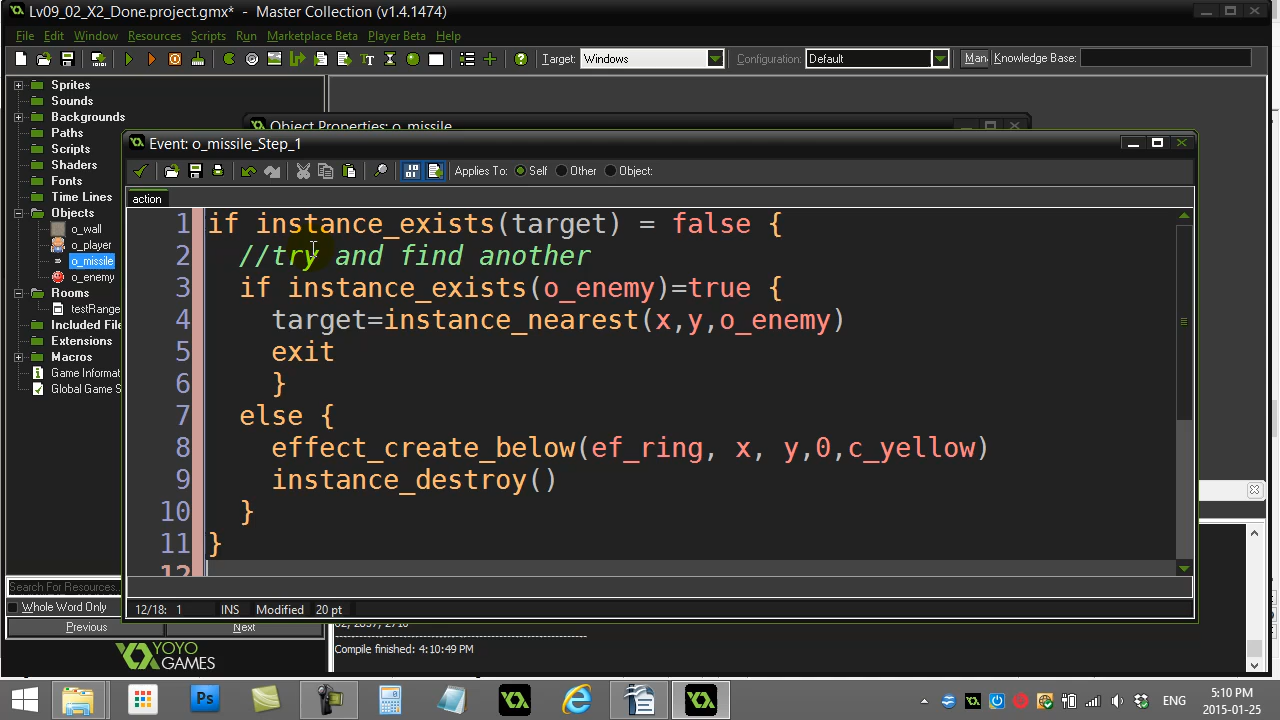 Lv09_02_X2_Done.project.gmx* - Master Collection (v1.4.1474)
File Edit Window Resources Scripts Run Marketplace Beta Player Beta Help
Target: Windows Configuration: Default Man Knowledge Base:
Sprites
Sounds
Backgrounds
Paths
Scripts
Shaders
Fonts
Time Lines
Objects
o_wall
o_player
o_missile
o_enemy
Rooms
testRange
Included File
Extensions
Macros
Game Informat
Global Game S
Search For Resources...
Whole Word Only
Previous Next
YOYO
GAMES
Object Properties: o_missile
Event: o_missile_Step_1
Applies To: Self Other Object:
action
1 if instance_exists(target) = false {
2 //try and find another
3 if instance_exists(o_enemy)=true {
4 target=instance_nearest(x,y,o_enemy)
5 exit
6 }
7 else {
8 effect_create_below(ef_ring, x, y,0,c_yellow)
9 instance_destroy()
10 }
11 }
12
12/18: 1 INS Modified 20 pt
Compile finished: 4:10:49 PM
Ps
ENG
5:10 PM
2015-01-25